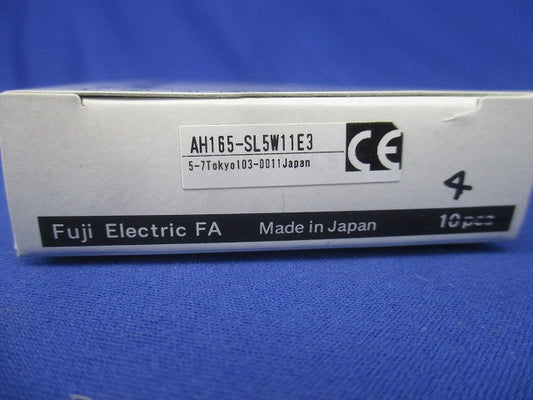 AH165-SL5W11E3
5-7Tokyo103-0011Japan
CE
4
Fuji Electric FA Made in Japan 10pcs